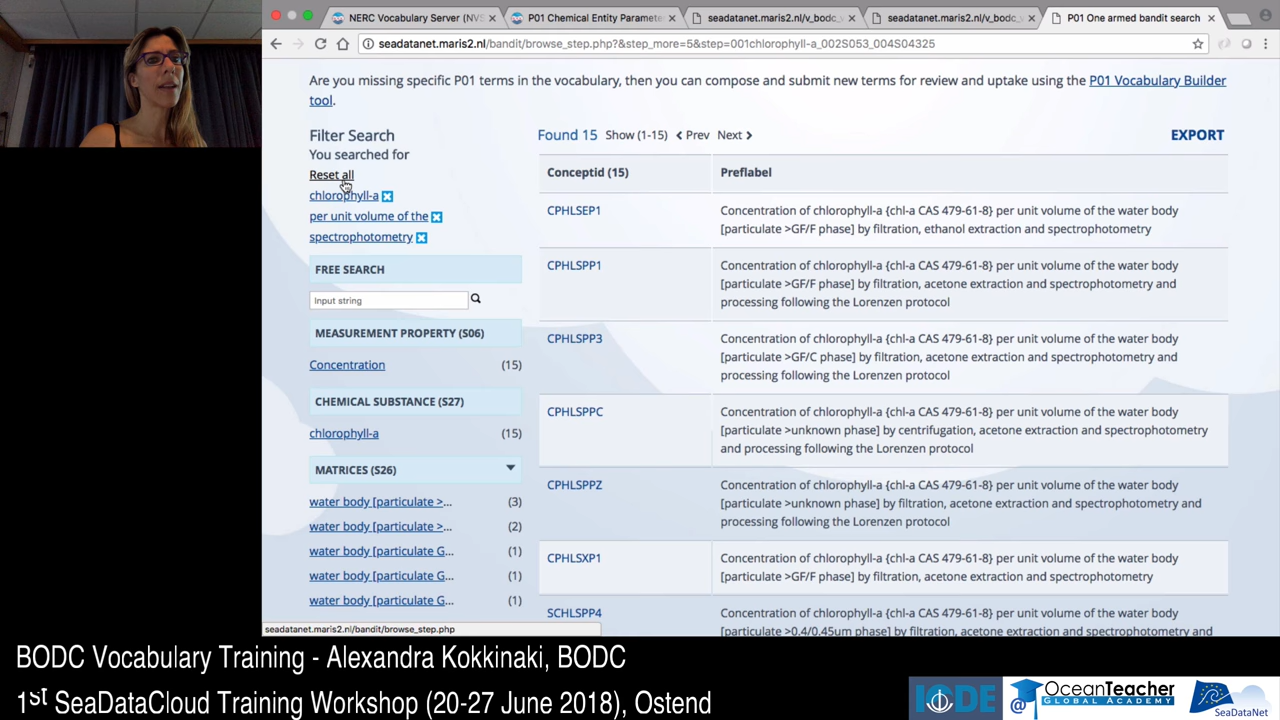 NERC Vocabulary Server (NVS
P01 Chemical Entity Paramete
seadatanet.maris2.nl/v_bodc_v
seadatanet.maris2.nl/v_bodc_v
P01 One armed bandit search
seadatanet.maris2.nl/bandit/browse_step.php?&step_more=5&step=001chlorophyll-a_002S053_004S04325
Are you missing specific P01 terms in the vocabulary, then you can compose and submit new terms for review and uptake using the P01 Vocabulary Builder
tool.
Filter Search
You searched for
Reset all
chlorophyll-a
per unit volume of the
spectrophotometry
FREE SEARCH
Input string
MEASUREMENT PROPERTY (S06)
Concentration (15)
CHEMICAL SUBSTANCE (S27)
chlorophyll-a (15)
MATRICES (S26)
water body [particulate >... (3)
water body [particulate >... (2)
water body [particulate G... (1)
water body [particulate G... (1)
water body [particulate G... (1)
Found 15 Show (1-15) Prev Next EXPORT
Conceptid (15) Preflabel
CPHLSEP1 Concentration of chlorophyll-a {chl-a CAS 479-61-8} per unit volume of the water body
[particulate >GF/F phase] by filtration, ethanol extraction and spectrophotometry
CPHLSPP1 Concentration of chlorophyll-a {chl-a CAS 479-61-8} per unit volume of the water body
[particulate >GF/F phase] by filtration, acetone extraction and spectrophotometry and
processing following the Lorenzen protocol
CPHLSPP3 Concentration of chlorophyll-a {chl-a CAS 479-61-8} per unit volume of the water body
[particulate >GF/C phase] by filtration, acetone extraction and spectrophotometry and
processing following the Lorenzen protocol
CPHLSPPC Concentration of chlorophyll-a {chl-a CAS 479-61-8} per unit volume of the water body
[particulate >unknown phase] by centrifugation, acetone extraction and spectrophotometry
and processing following the Lorenzen protocol
CPHLSPPZ Concentration of chlorophyll-a {chl-a CAS 479-61-8} per unit volume of the water body
[particulate >unknown phase] by filtration, acetone extraction and spectrophotometry and
processing following the Lorenzen protocol
CPHLSXP1 Concentration of chlorophyll-a {chl-a CAS 479-61-8} per unit volume of the water body
[particulate >GF/F phase] by filtration, acetone extraction and spectrophotometry
SCHLSPP4 Concentration of chlorophyll-a {chl-a CAS 479-61-8} per unit volume of the water body
[particulate >0.4/0.45um phase] by filtration, acetone extraction and spectrophotometry and
seadatanet.maris2.nl/bandit/browse_step.php
BODC Vocabulary Training - Alexandra Kokkinaki, BODC
1st SeaDataCloud Training Workshop (20-27 June 2018), Ostend
IODE
@ OceanTeacher
GLOBAL ACADEMY
SeaDataNet